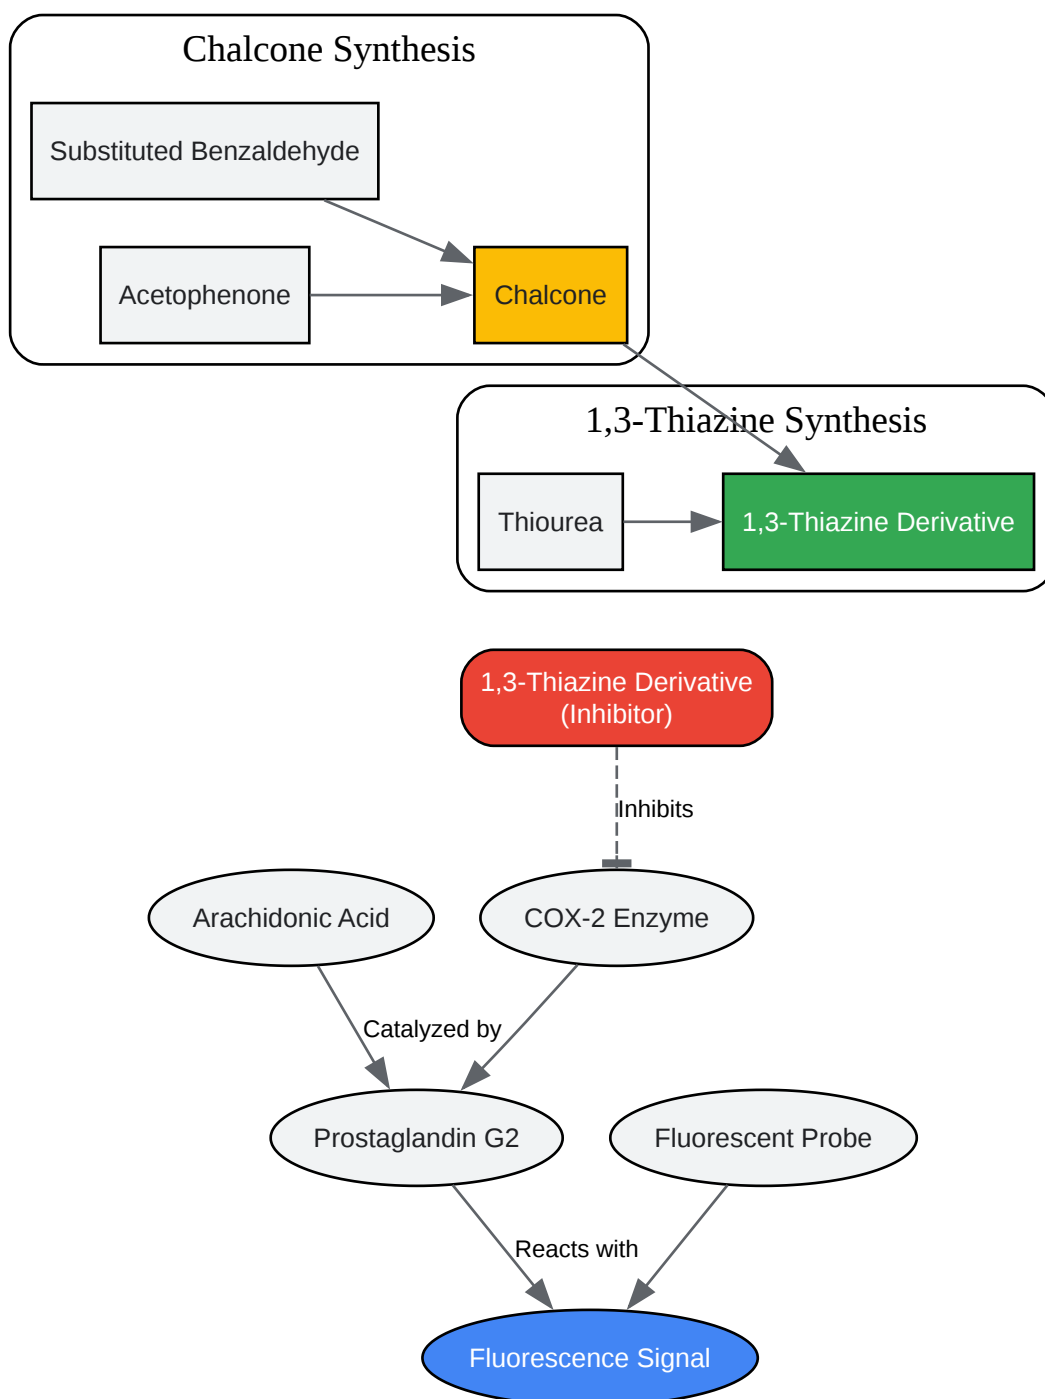 Chalcone Synthesis
Substituted Benzaldehyde
Acetophenone
Chalcone
1,3-Thiazine Synthesis
Thiourea
1,3-Thiazine Derivative
1,3-Thiazine Derivative
(Inhibitor)
Inhibits
Arachidonic Acid
COX-2 Enzyme
Catalyzed by
Prostaglandin G2
Fluorescent Probe
Reacts with
Fluorescence Signal